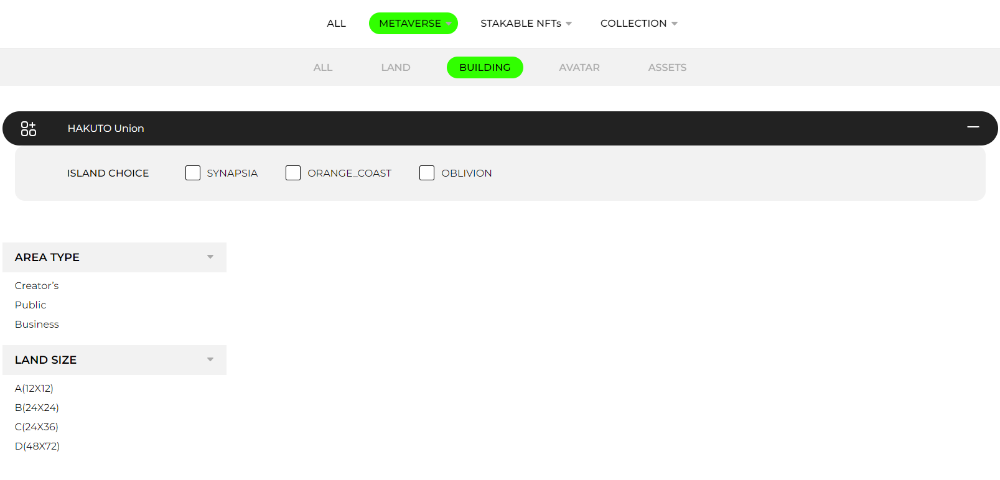 ALL METAVERSE STAKABLE NFTs COLLECTION
ALL LAND BUILDING AVATAR ASSETS
HAKUTO Union
ISLAND CHOICE SYNAPSIA ORANGE_COAST OBLIVION
AREA TYPE
Creator’s
Public
Business
LAND SIZE
A(12X12)
B(24X24)
C(24X36)
D(48X72)